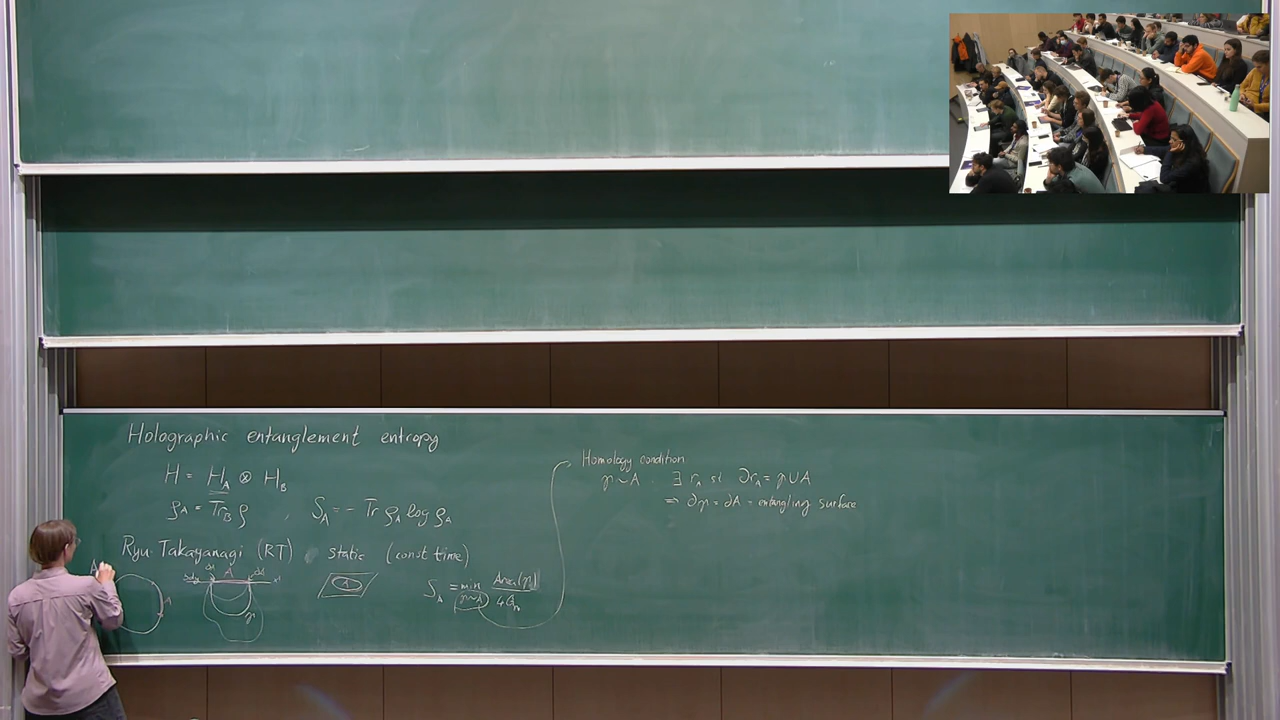 Holographic entanglement entropy
H = H_A ⊗ H_B
ρ_A = Tr_B ρ , S_A = - Tr ρ_A log ρ_A
Ryu-Takayanagi (RT) static (const time)
A
A
∂A A ∂A
A
S_A = min γ~A Area(γ) / 4G_N
Homology condition
γ ~ A ∃ r_A st ∂r_A = γ ∪ A
⇒ ∂γ = ∂A = entangling surface